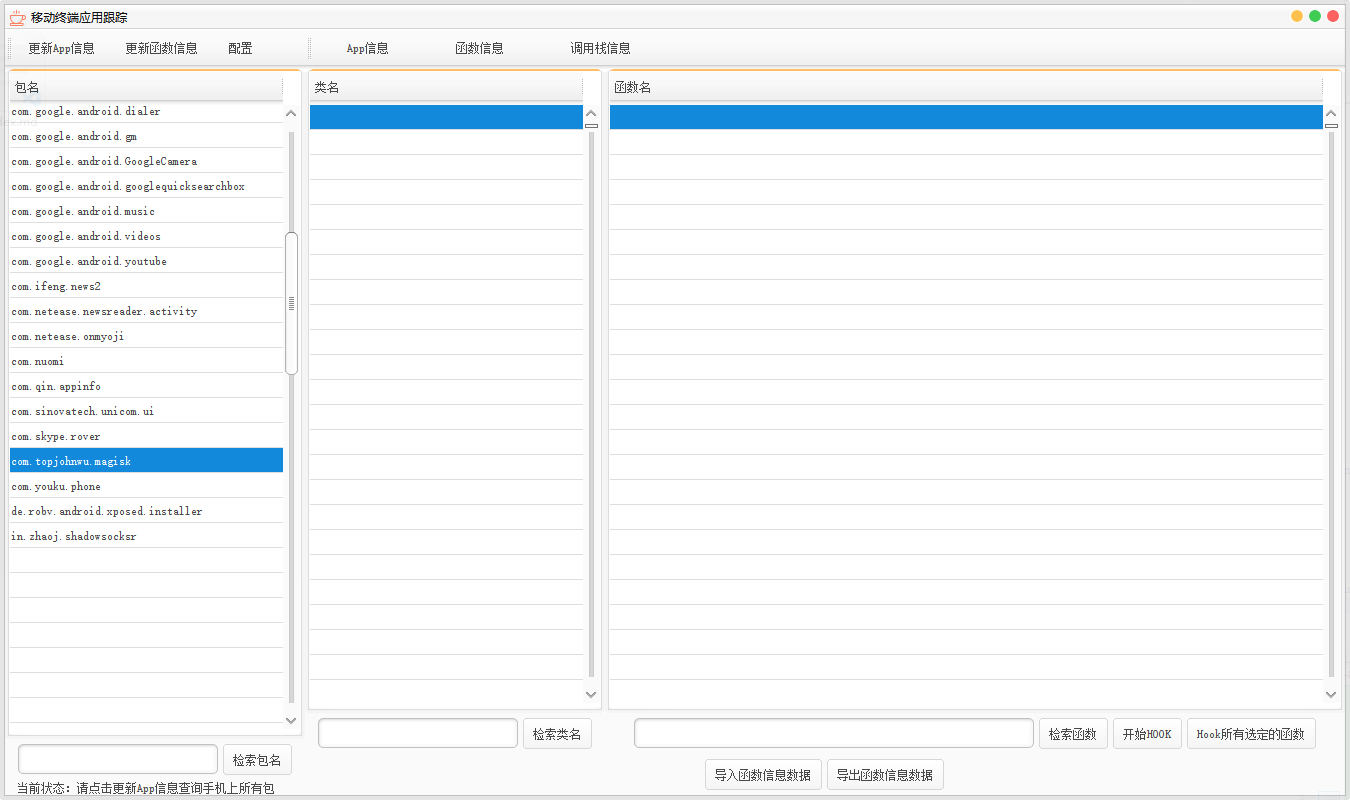 移动终端应用跟踪
更新App信息 更新函数信息 配置 App信息 函数信息 调用栈信息
包名 类名 函数名
com.google.android.dialer
com.google.android.gm
com.google.android.GoogleCamera
com.google.android.googlequicksearchbox
com.google.android.music
com.google.android.videos
com.google.android.youtube
com.ifeng.news2
com.netease.newsreader.activity
com.netease.onmyoji
com.nuomi
com.qin.appinfo
com.sinovatech.unicom.ui
com.skype.rover
com.topjohnwu.magisk
com.youku.phone
de.robv.android.xposed.installer
in.zhaoj.shadowsocksr
检索类名 检索函数 开始HOOK Hook所有选定的函数
检索包名 导入函数信息数据 导出函数信息数据
当前状态: 请点击更新App信息查询手机上所有包